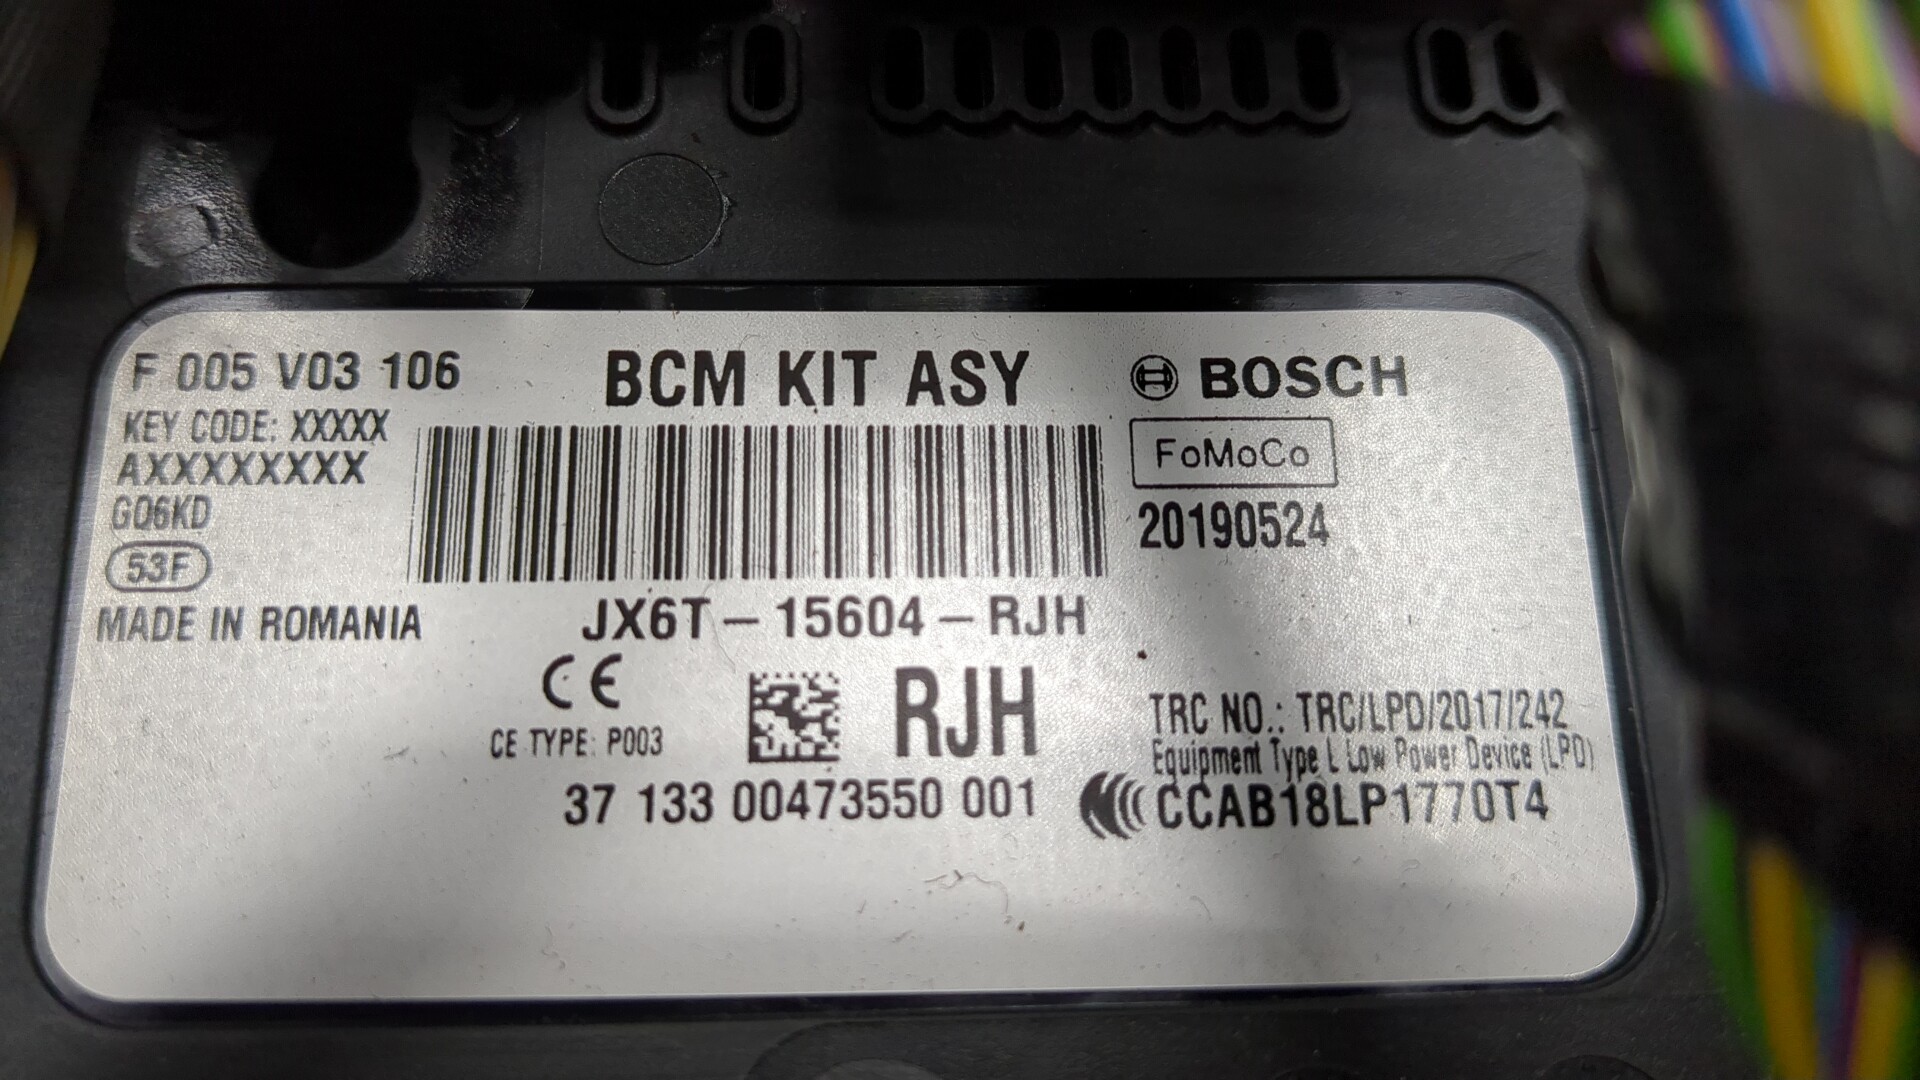 F 005 V03 106
BCM KIT ASY
BOSCH
KEY CODE: XXXXX
AXXXXXXXXX
G06KD
53F
MADE IN ROMANIA
FoMoCo
20190524
JX6T-15604-RJH
CE
CE TYPE: P003
RJH
37 133 00473550 001
TRC NO.: TRC/LPD/2017/242
Equipment Type L Low Power Device (LPD)
CCAB18LP1770T4